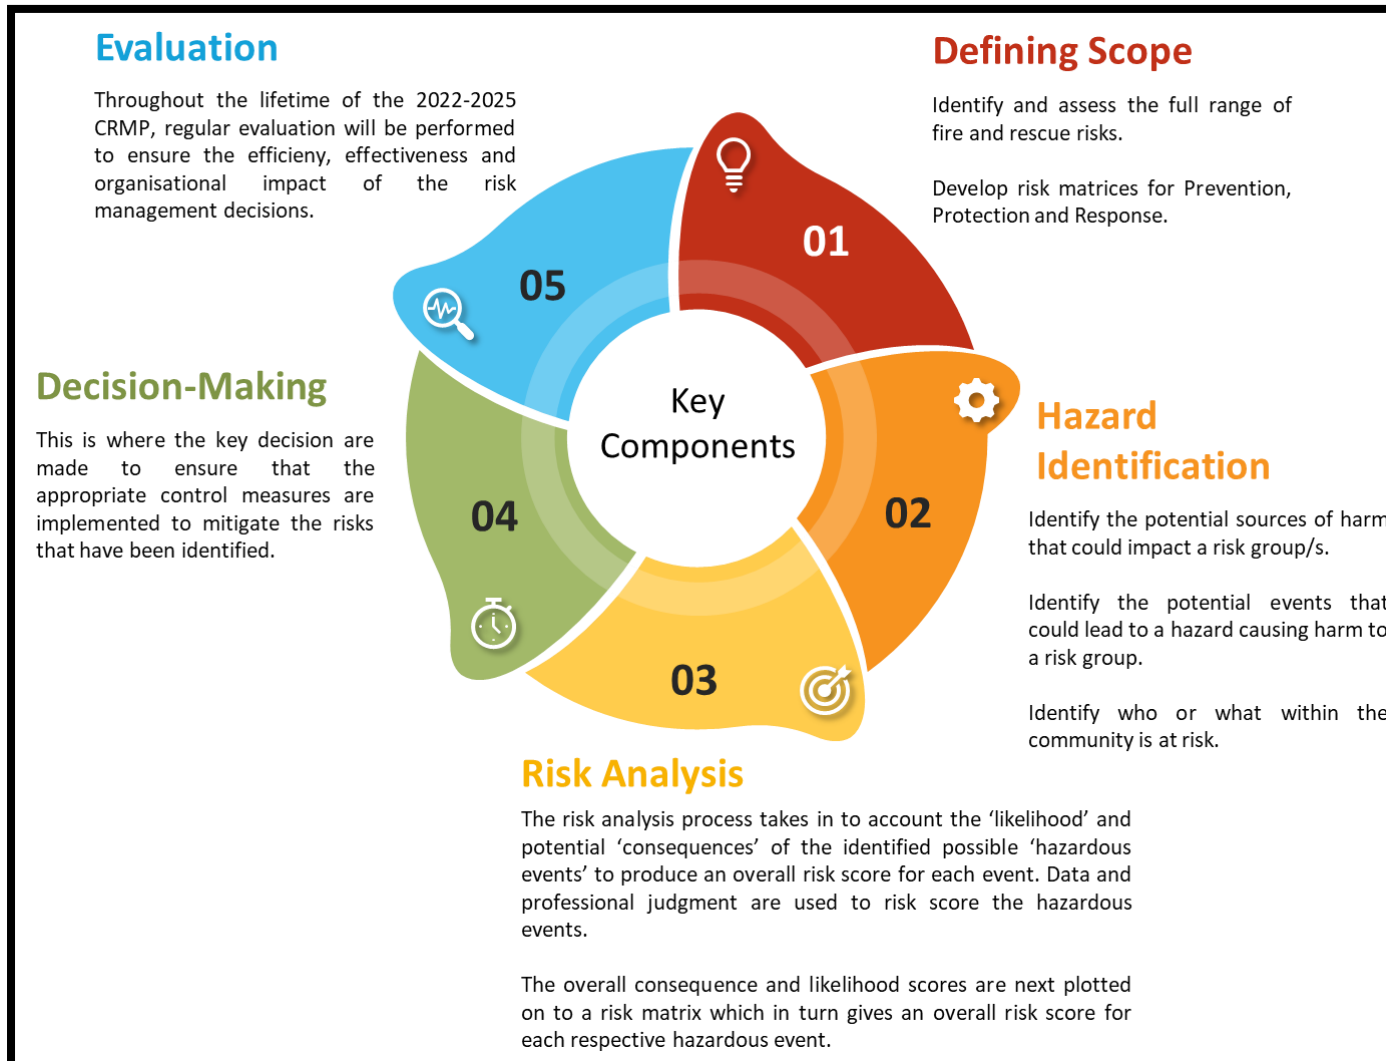 Evaluation
Throughout the lifetime of the 2022-2025
CRMP, regular evaluation will be performed
to ensure the efficieny, effectiveness and
organisational impact of the risk
management decisions.
Defining Scope
Identify and assess the full range of
fire and rescue risks.
Develop risk matrices for Prevention,
Protection and Response.
01
05
Key
Components
Decision-Making
This is where the key decision are
made to ensure that the
appropriate control measures are
implemented to mitigate the risks
that have been identified.
04
02
Hazard
Identification
Identify the potential sources of harm
that could impact a risk group/s.
Identify the potential events that
could lead to a hazard causing harm to
a risk group.
Identify who or what within the
community is at risk.
03
Risk Analysis
The risk analysis process takes in to account the ‘likelihood’ and
potential ‘consequences’ of the identified possible ‘hazardous
events’ to produce an overall risk score for each event. Data and
professional judgment are used to risk score the hazardous
events.
The overall consequence and likelihood scores are next plotted
on to a risk matrix which in turn gives an overall risk score for
each respective hazardous event.